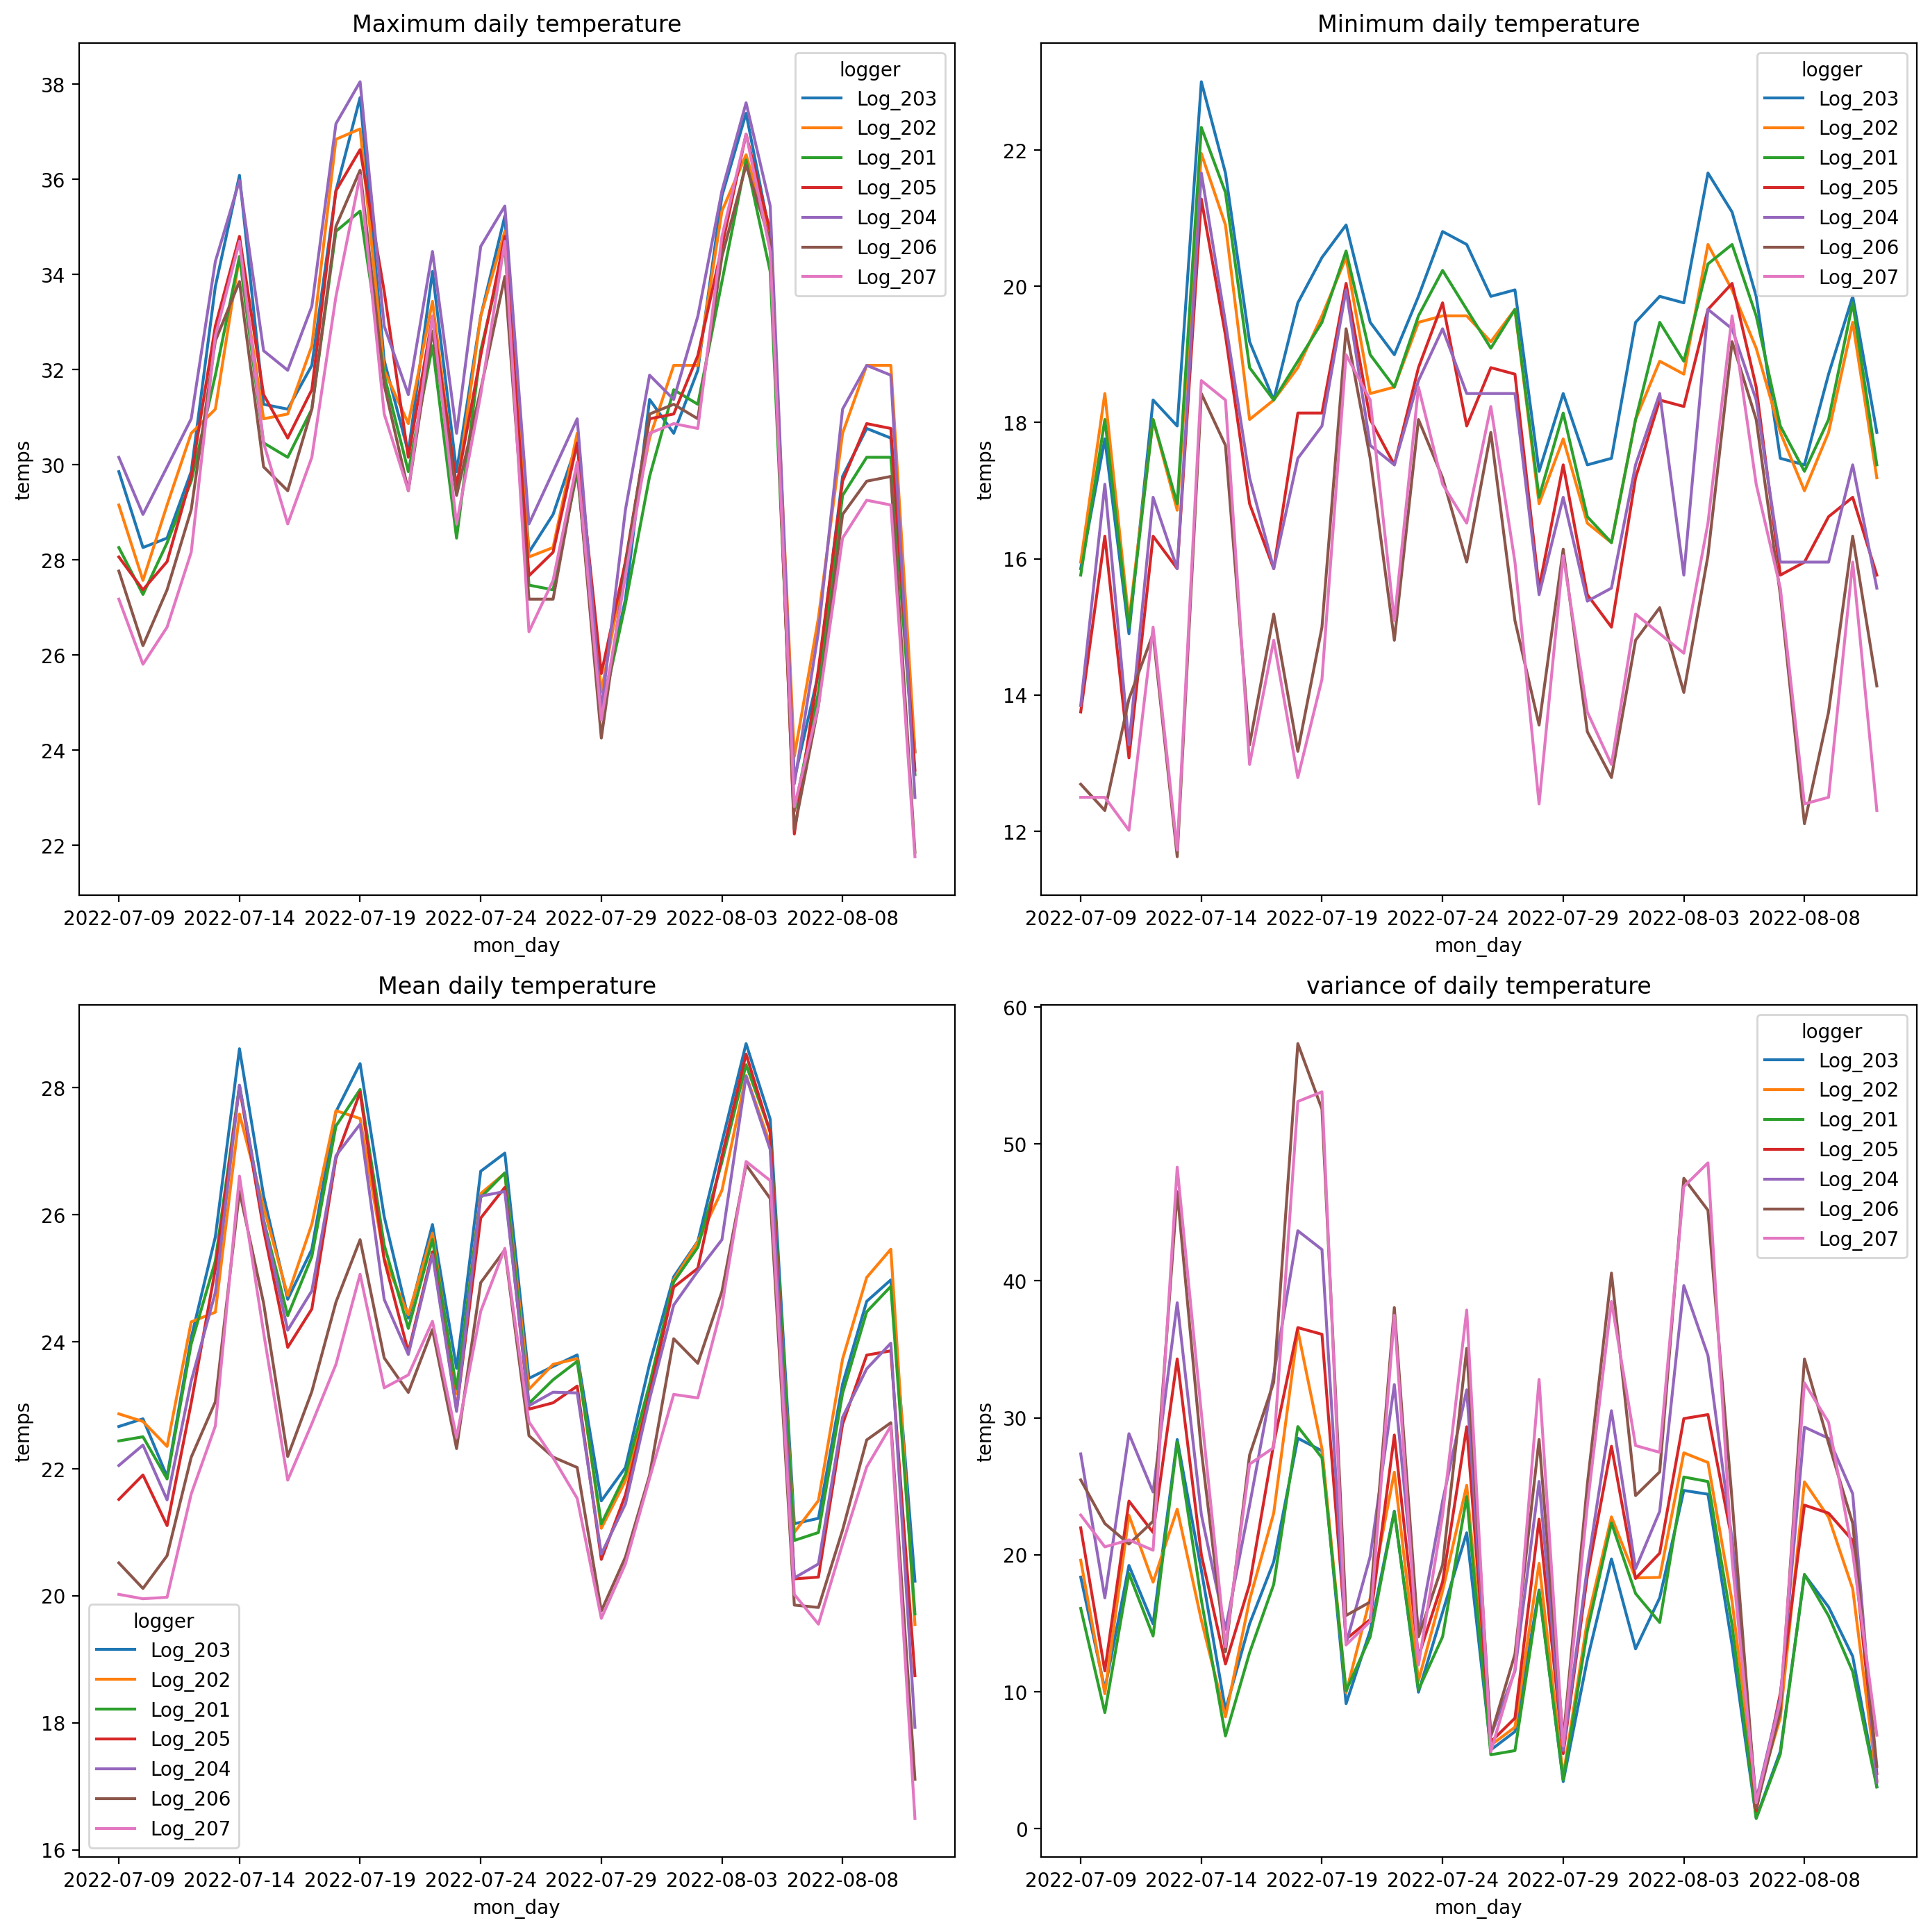 Maximum daily temperature
38
36
34
32
30
28
26
24
22
temps
2022-07-09 2022-07-14 2022-07-19 2022-07-24 2022-07-29 2022-08-03 2022-08-08
mon_day
logger
Log_203
Log_202
Log_201
Log_205
Log_204
Log_206
Log_207
Minimum daily temperature
22
20
18
16
14
12
temps
2022-07-09 2022-07-14 2022-07-19 2022-07-24 2022-07-29 2022-08-03 2022-08-08
mon_day
logger
Log_203
Log_202
Log_201
Log_205
Log_204
Log_206
Log_207
Mean daily temperature
28
26
24
22
20
18
16
temps
2022-07-09 2022-07-14 2022-07-19 2022-07-24 2022-07-29 2022-08-03 2022-08-08
mon_day
logger
Log_203
Log_202
Log_201
Log_205
Log_204
Log_206
Log_207
variance of daily temperature
60
50
40
30
20
10
0
temps
2022-07-09 2022-07-14 2022-07-19 2022-07-24 2022-07-29 2022-08-03 2022-08-08
mon_day
logger
Log_203
Log_202
Log_201
Log_205
Log_204
Log_206
Log_207